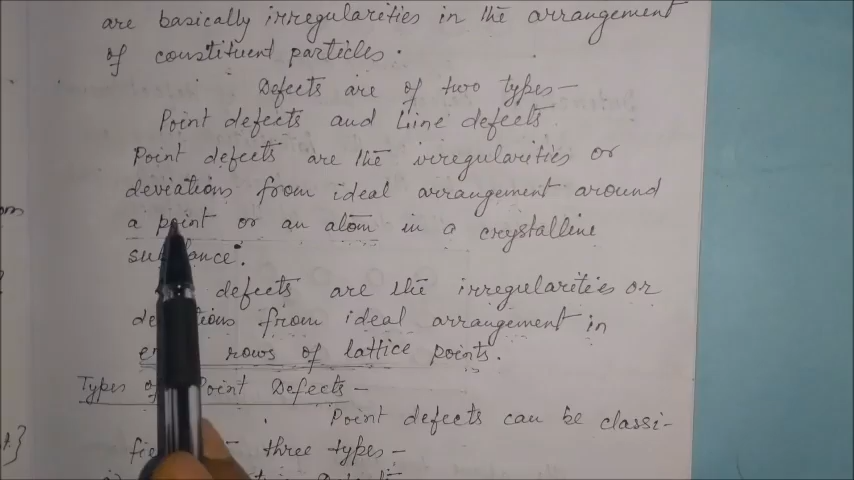 are basically irregularities in the arrangement
of constituent particles.
Defects are of two types-
Point defects and Line defects
Point defects are the irregularities or
deviations from ideal arrangement around
a point or an atom in a crystalline
defects are the irregularities or
from ideal arrangement in
rows of lattice points.
Types of Point Defects-
Point defects can be classi-
three types-